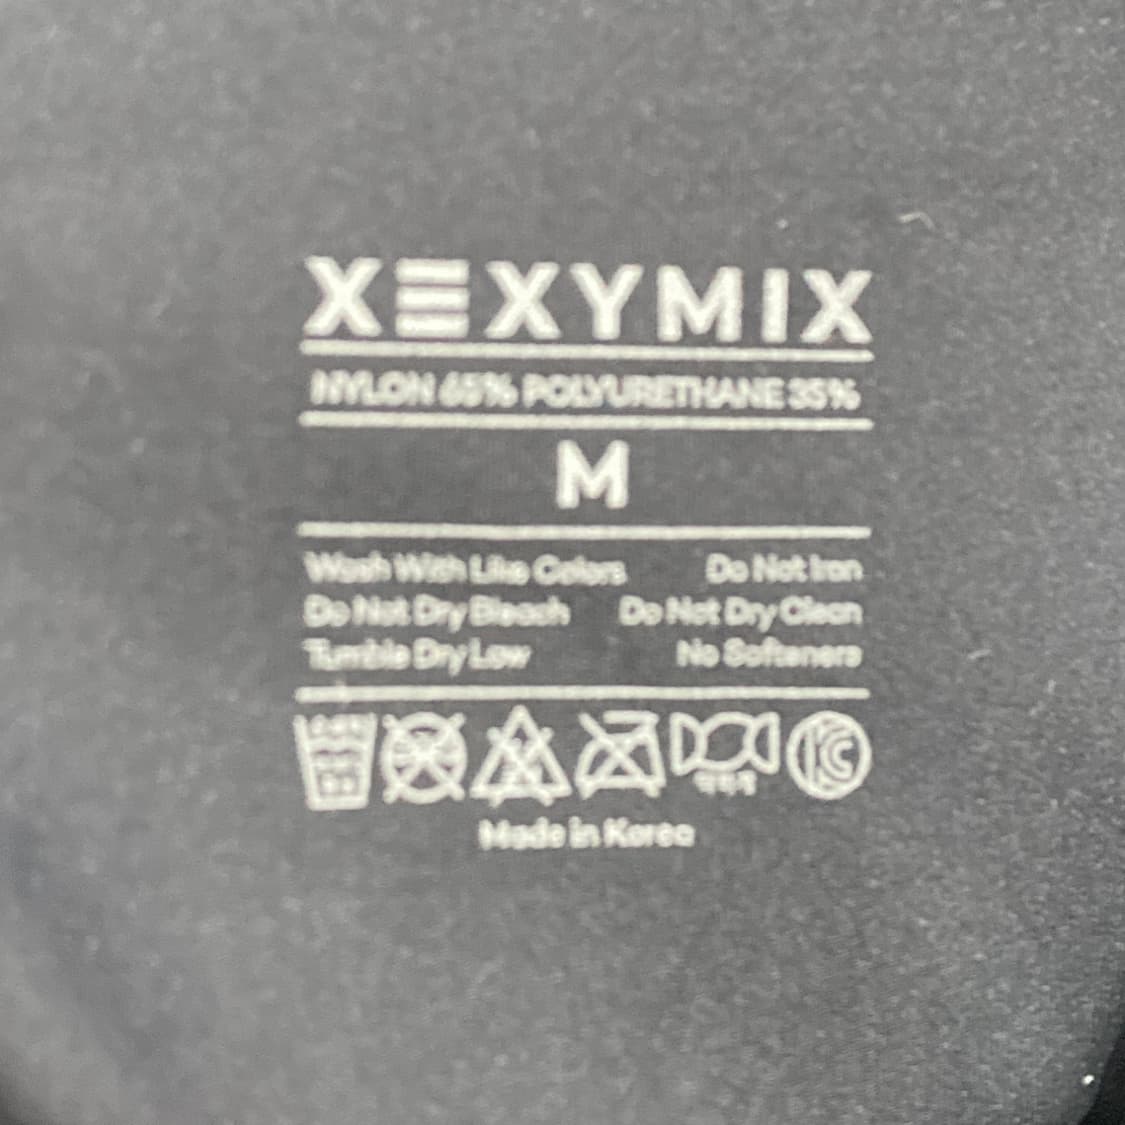 XEXYMIX
NYLON 65% POLYURETHANE 35%
M
Wash With Like Colors Do Not Iron
Do Not Dry Bleach Do Not Dry Clean
Tumble Dry Low No Softeners
Made in Korea